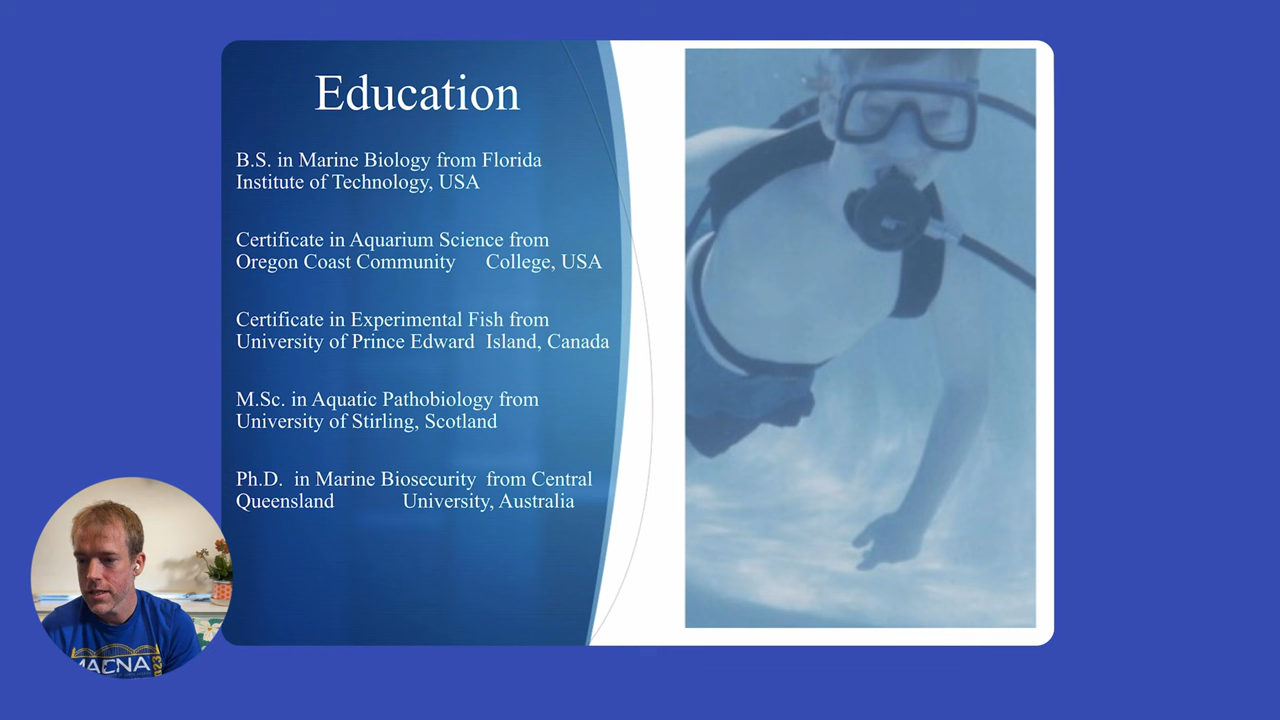 Education
B.S. in Marine Biology from Florida
Institute of Technology, USA
Certificate in Aquarium Science from
Oregon Coast Community College, USA
Certificate in Experimental Fish from
University of Prince Edward Island, Canada
M.Sc. in Aquatic Pathobiology from
University of Stirling, Scotland
Ph.D. in Marine Biosecurity from Central
Queensland University, Australia
MACNA